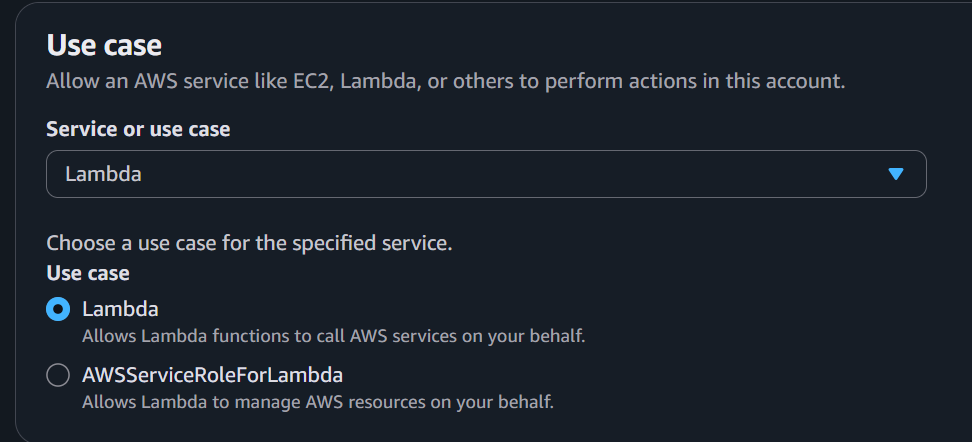 Use case
Allow an AWS service like EC2, Lambda, or others to perform actions in this account.
Service or use case
Lambda
Choose a use case for the specified service.
Use case
Lambda
Allows Lambda functions to call AWS services on your behalf.
AWSServiceRoleForLambda
Allows Lambda to manage AWS resources on your behalf.